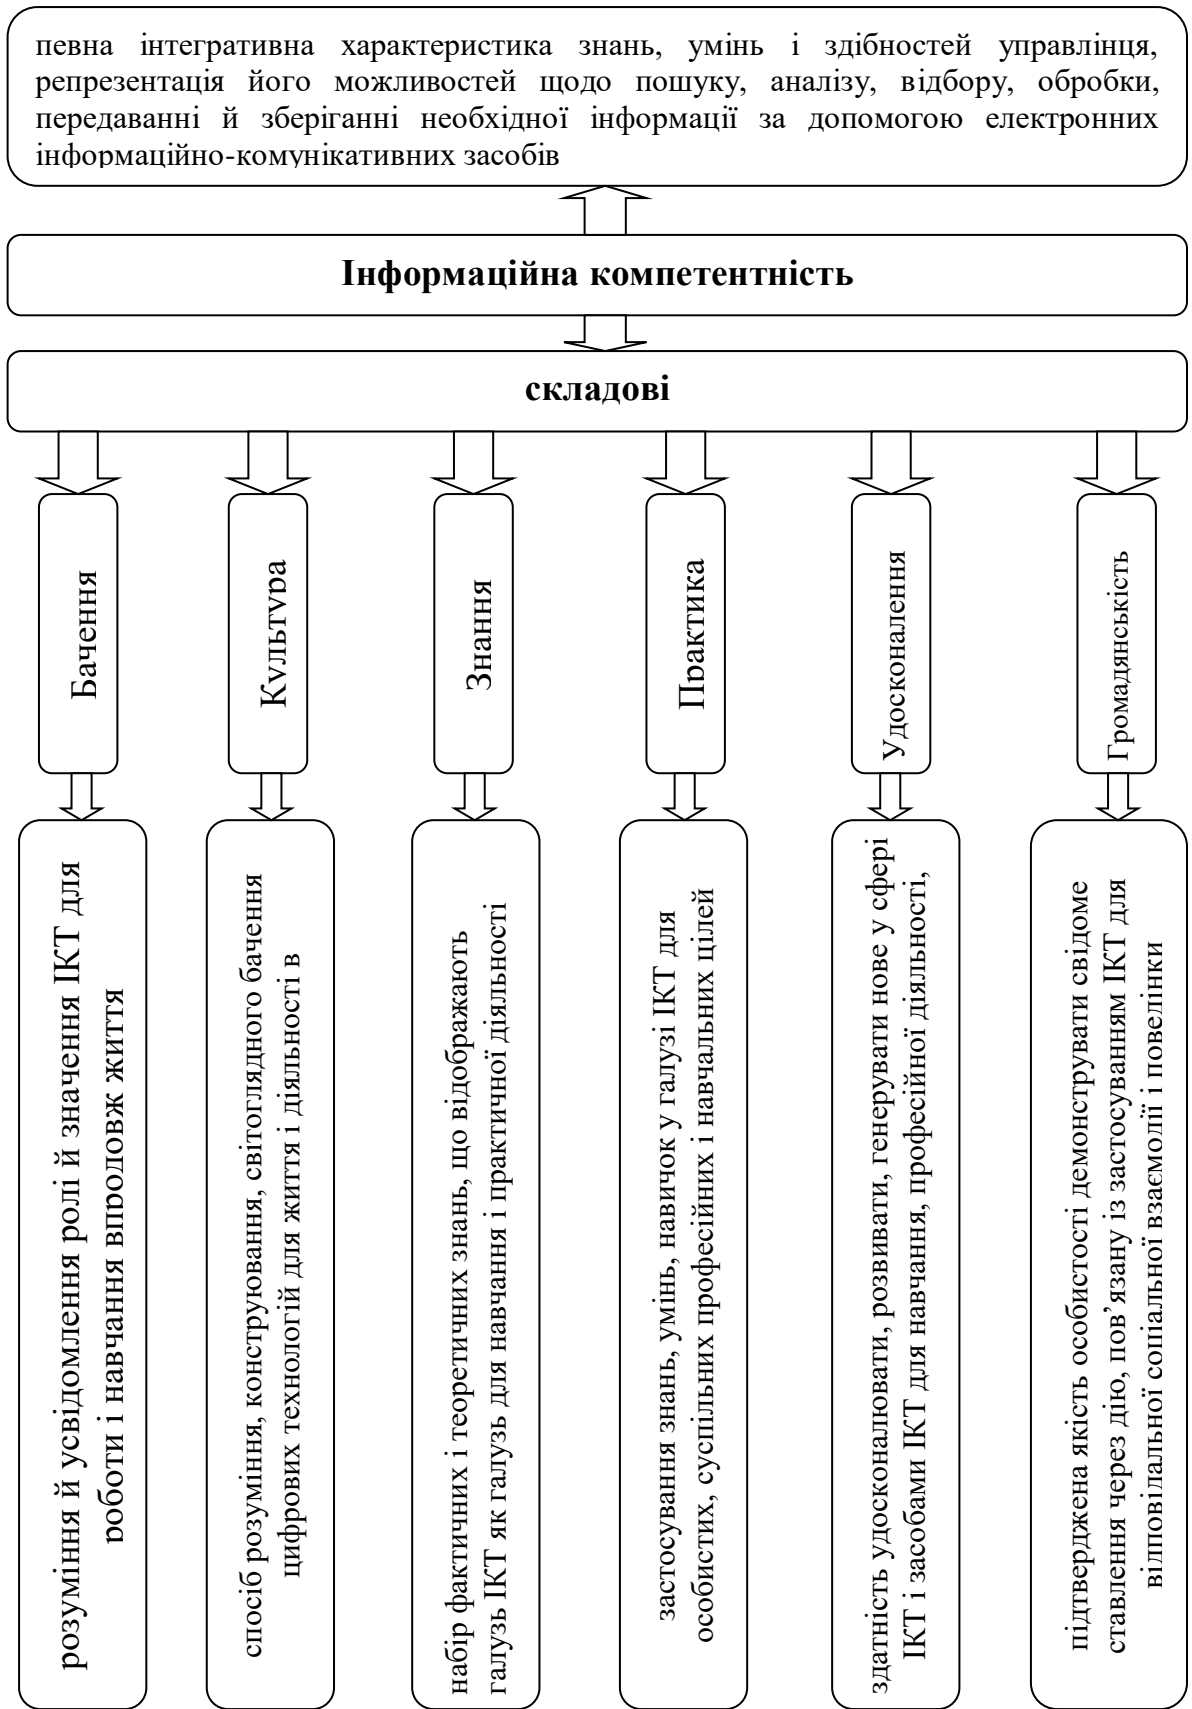 певна інтегративна характеристика знань, умінь і здібностей управлінця,
репрезентація його можливостей щодо пошуку, аналізу, відбору, обробки,
передаванні й зберіганні необхідної інформації за допомогою електронних
інформаційно-комунікативних засобів
Інформаційна компетентність
складові
Бачення
Культура
Знання
Практика
Удосконалення
Громадянськість
розуміння й усвідомлення ролі й значення ІКТ для
роботи і навчання впродовж життя
спосіб розуміння, конструювання, світоглядного бачення
цифрових технологій для життя і діяльності в
набір фактичних і теоретичних знань, що відображають
галузь ІКТ як галузь для навчання і практичної діяльності
застосування знань, умінь, навичок у галузі ІКТ для
особистих, суспільних професійних і навчальних цілей
здатність удосконалювати, розвивати, генерувати нове у сфері
ІКТ і засобами ІКТ для навчання, професійної діяльності,
підтверджена якість особистості демонструвати свідоме
ставлення через дію, пов’язану із застосуванням ІКТ для
відповідальної соціальної взаємодії і поведінки